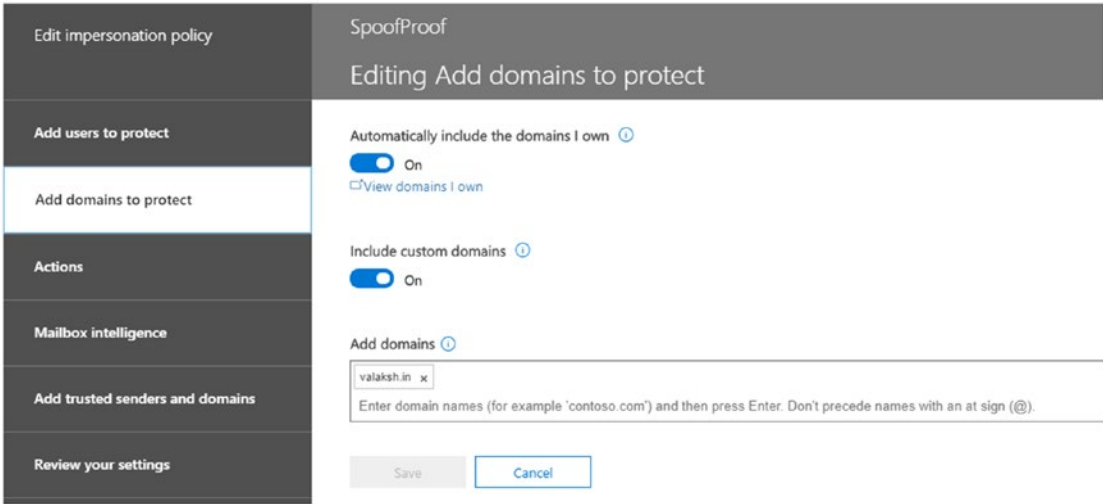 Edit impersonation policy
SpoofProof
Editing Add domains to protect
Add users to protect
Add domains to protect
Actions
Mailbox intelligence
Add trusted senders and domains
Review your settings
Automatically include the domains I own
On
View domains I own
Include custom domains
On
Add domains
valaksh.in x
Enter domain names (for example 'contoso.com') and then press Enter. Don't precede names with an at sign (@).
Save
Cancel